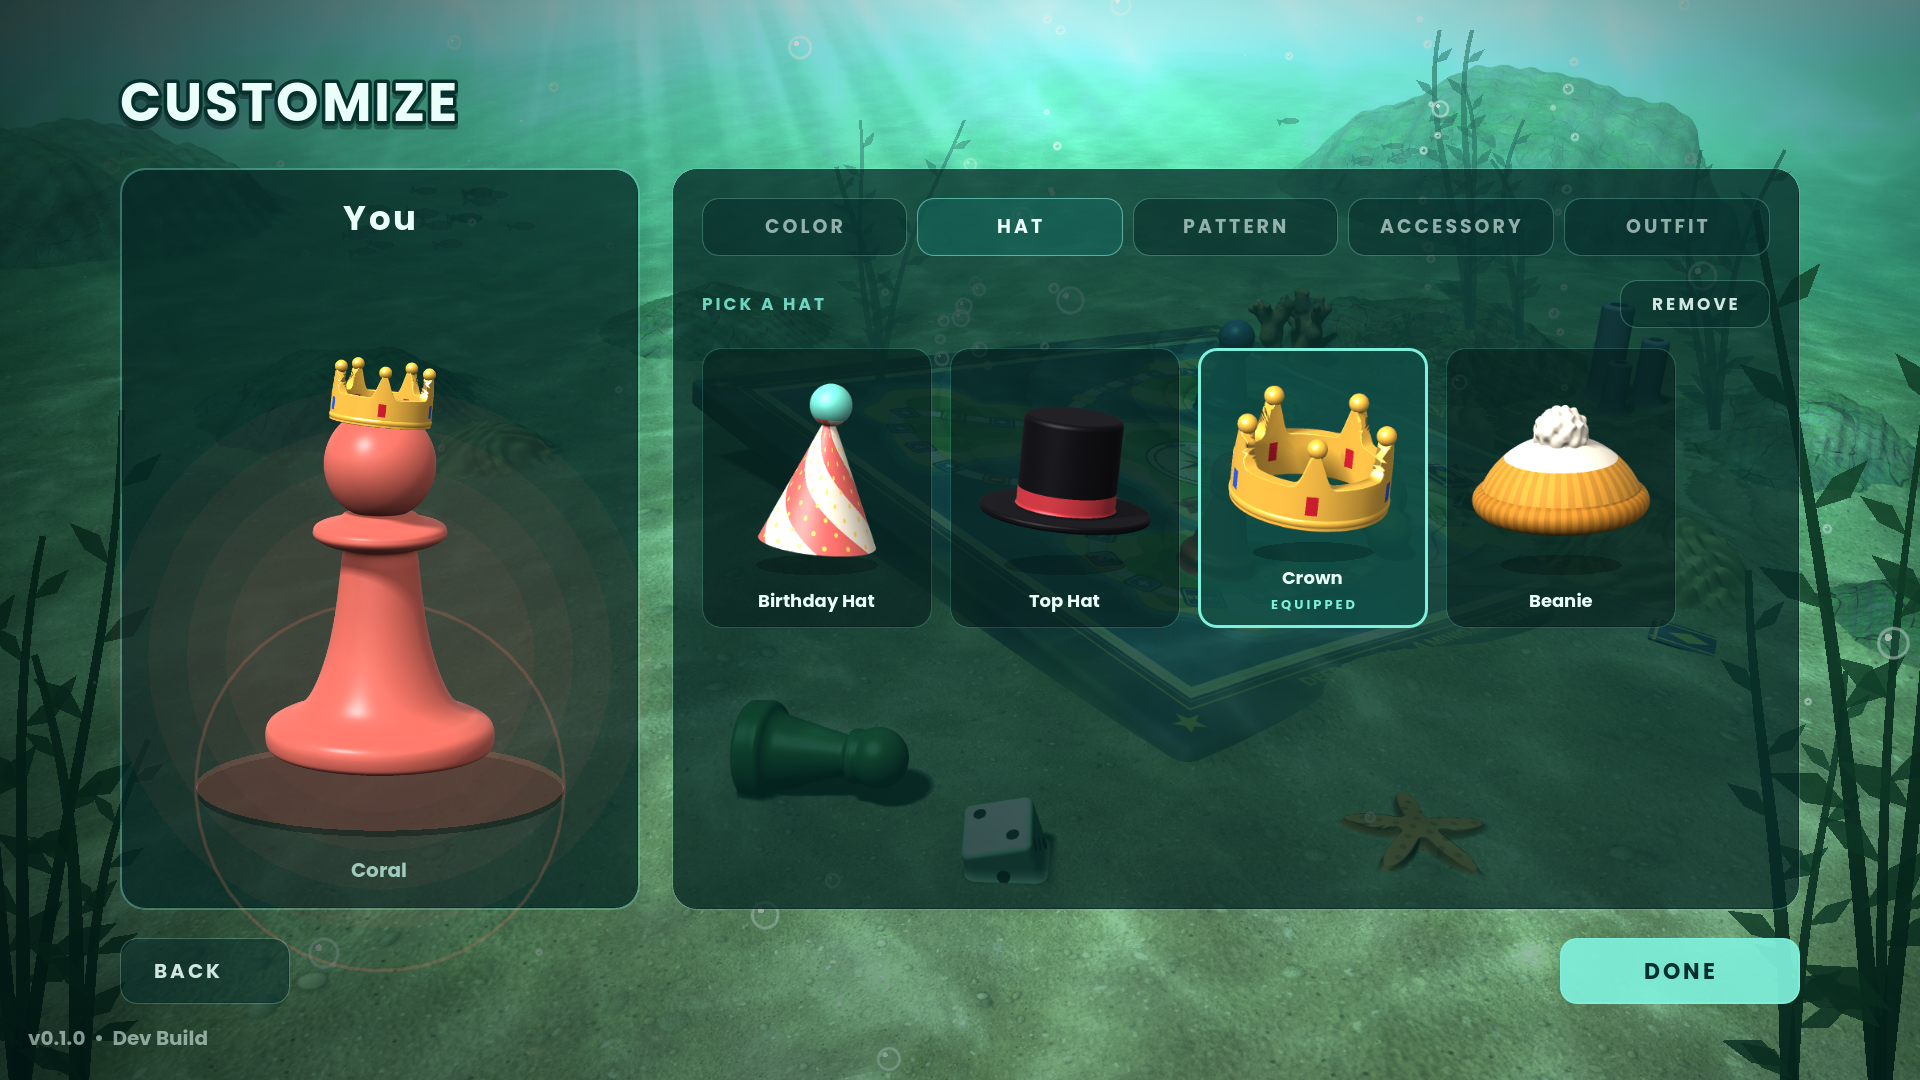 CUSTOMIZE
You
COLOR
HAT
PATTERN
ACCESSORY
OUTFIT
PICK A HAT
REMOVE
Birthday Hat
Top Hat
Crown
EQUIPPED
Beanie
Coral
BACK
DONE
v0.1.0 • Dev Build